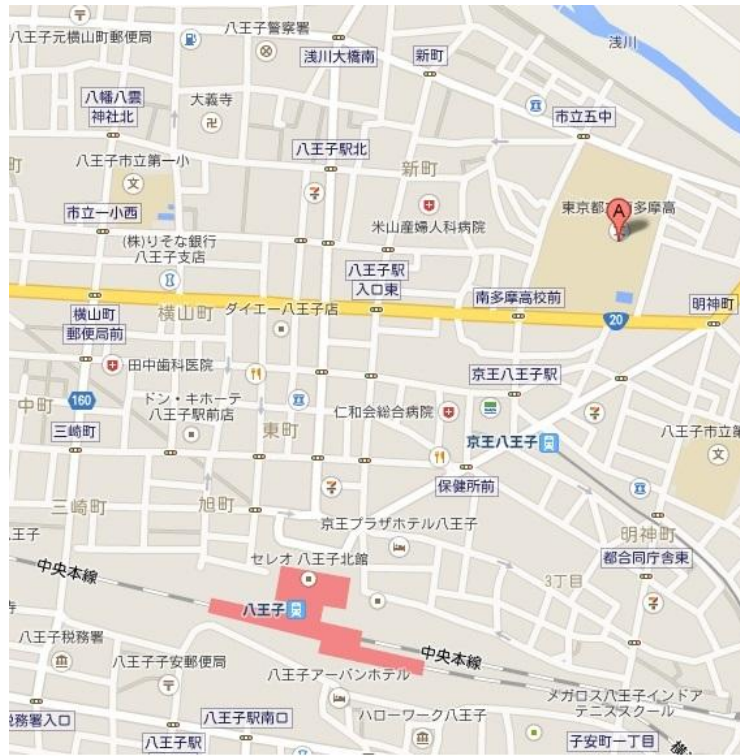 八王子元横山町郵便局
八王子警察署
浅川大橋南
新町
浅川
八幡八雲
神社北
大義寺
市立五中
八王子駅北
新町
八王子市立第一小
東京都
南多摩高
A
市立一小西
米山産婦人科病院
(株)りそな銀行
八王子支店
八王子駅
入口東
横山町
郵便局前
横山町
ダイエー八王子店
南多摩高校前
20
明神町
田中歯科医院
京王八王子駅
160
中町
ドン・キホーテ
八王子駅前店
仁和会総合病院
三崎町
東町
京王八王子
八王子市立第
保健所前
三崎町
旭町
京王プラザホテル八王子
明神町
王子
中央本線
セレオ 八王子北館
3丁目
都合同庁舎東
八王子
八王子税務署
中央本線
八王子子安郵便局
八王子アーバンホテル
メガロス八王子インドア
テニススクール
税務署入口
八王子駅南口
ハローワーク八王子
八王子駅
子安町一丁目